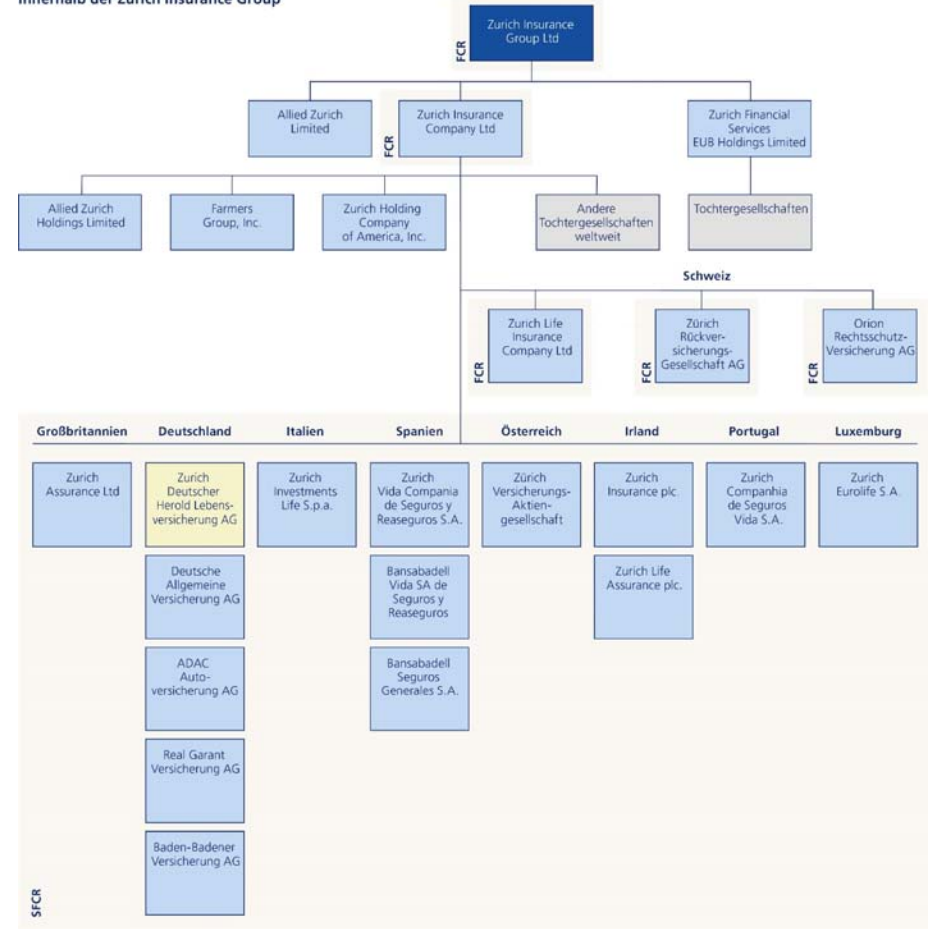 innerhalb der Zurich Insurance Group
Zurich Insurance
Group Ltd
FCR
Allied Zurich
Limited
Zurich Insurance
Company Ltd
FCR
Zurich Financial
Services
EUB Holdings Limited
Allied Zurich
Holdings Limited
Farmers
Group, Inc.
Zurich Holding
Company
of America, Inc.
Andere
Tochtergesellschaften
weltweit
Tochtergesellschaften
Schweiz
Zurich Life
Insurance
Company Ltd
FCR
Zürich
Rückver-
sicherungs-
Gesellschaft AG
FCR
Orion
Rechtsschutz-
Versicherung AG
FCR
Großbritannien
Deutschland
Italien
Spanien
Österreich
Irland
Portugal
Luxemburg
Zurich
Assurance Ltd
Zurich
Deutscher
Herold Lebens-
versicherung AG
Zurich
Investments
Life S.p.a.
Zurich
Vida Compania
de Seguros y
Reaseguros S.A.
Zürich
Versicherungs-
Aktien-
gesellschaft
Zurich
Insurance plc.
Zurich
Companhia
de Seguros
Vida S.A.
Zurich
Eurolife S.A.
Deutsche
Allgemeine
Versicherung AG
Bansabadell
Vida SA de
Seguros y
Reaseguros
Zurich Life
Assurance plc.
ADAC
Auto-
versicherung AG
Bansabadell
Seguros
Generales S.A.
Real Garant
Versicherung AG
Baden-Badener
Versicherung AG
SFCR